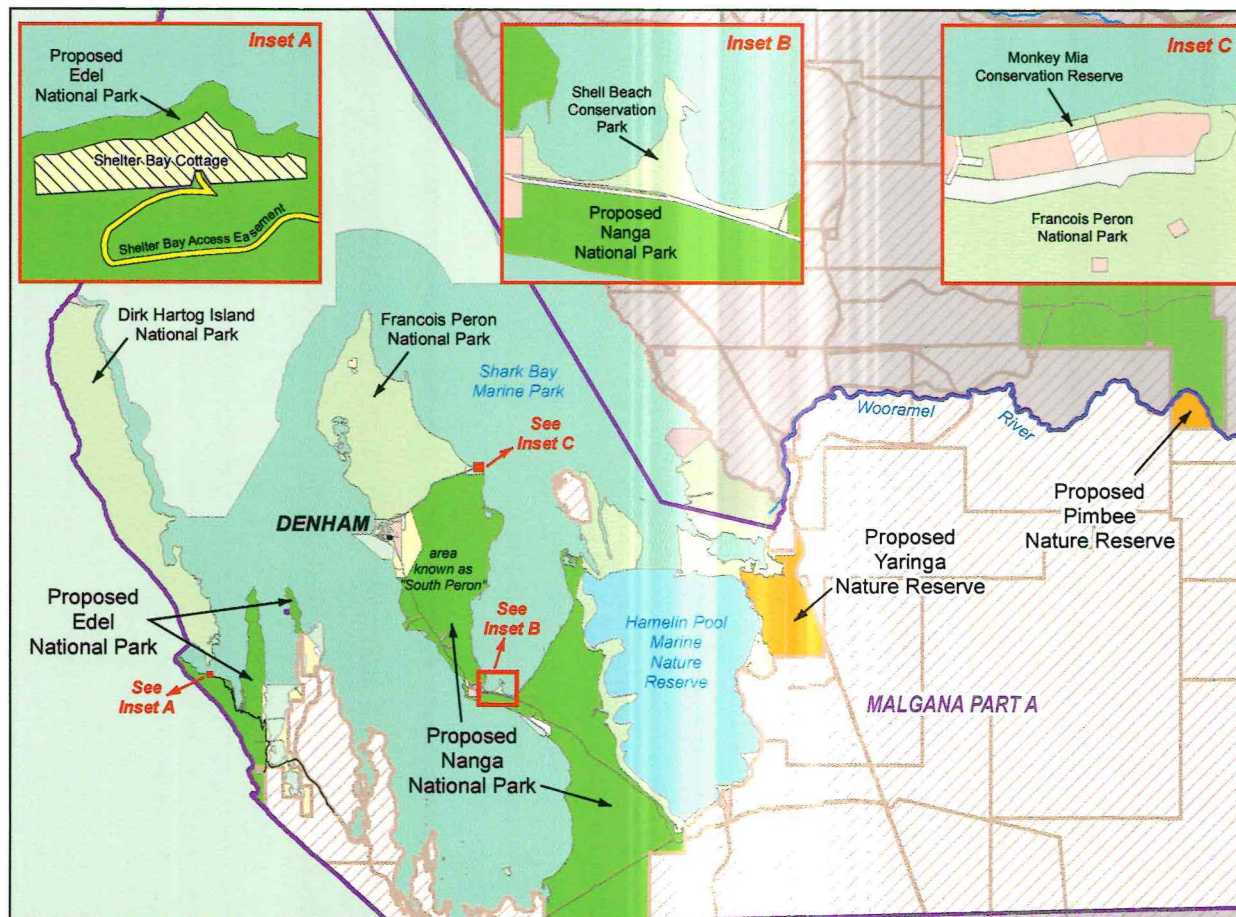 Inset A
Proposed
Edel
National Park
Shelter Bay Cottage
Shelter Bay Access Easement
Inset B
Shell Beach
Conservation
Park
Proposed
Nanga
National Park
Inset C
Monkey Mia
Conservation Reserve
Francois Peron
National Park
Dirk Hartog Island
National Park
Francois Peron
National Park
Shark Bay
Marine Park
See
Inset C
Wooramel
River
Proposed
Pimbee
Nature Reserve
DENHAM
area
known as
"South Peron"
Proposed
Yaringa
Nature Reserve
Proposed
Edel
National Park
See
Inset B
Hamelin Pool
Marine
Nature
Reserve
See
Inset A
MALGANA PART A
Proposed
Nanga
National Park